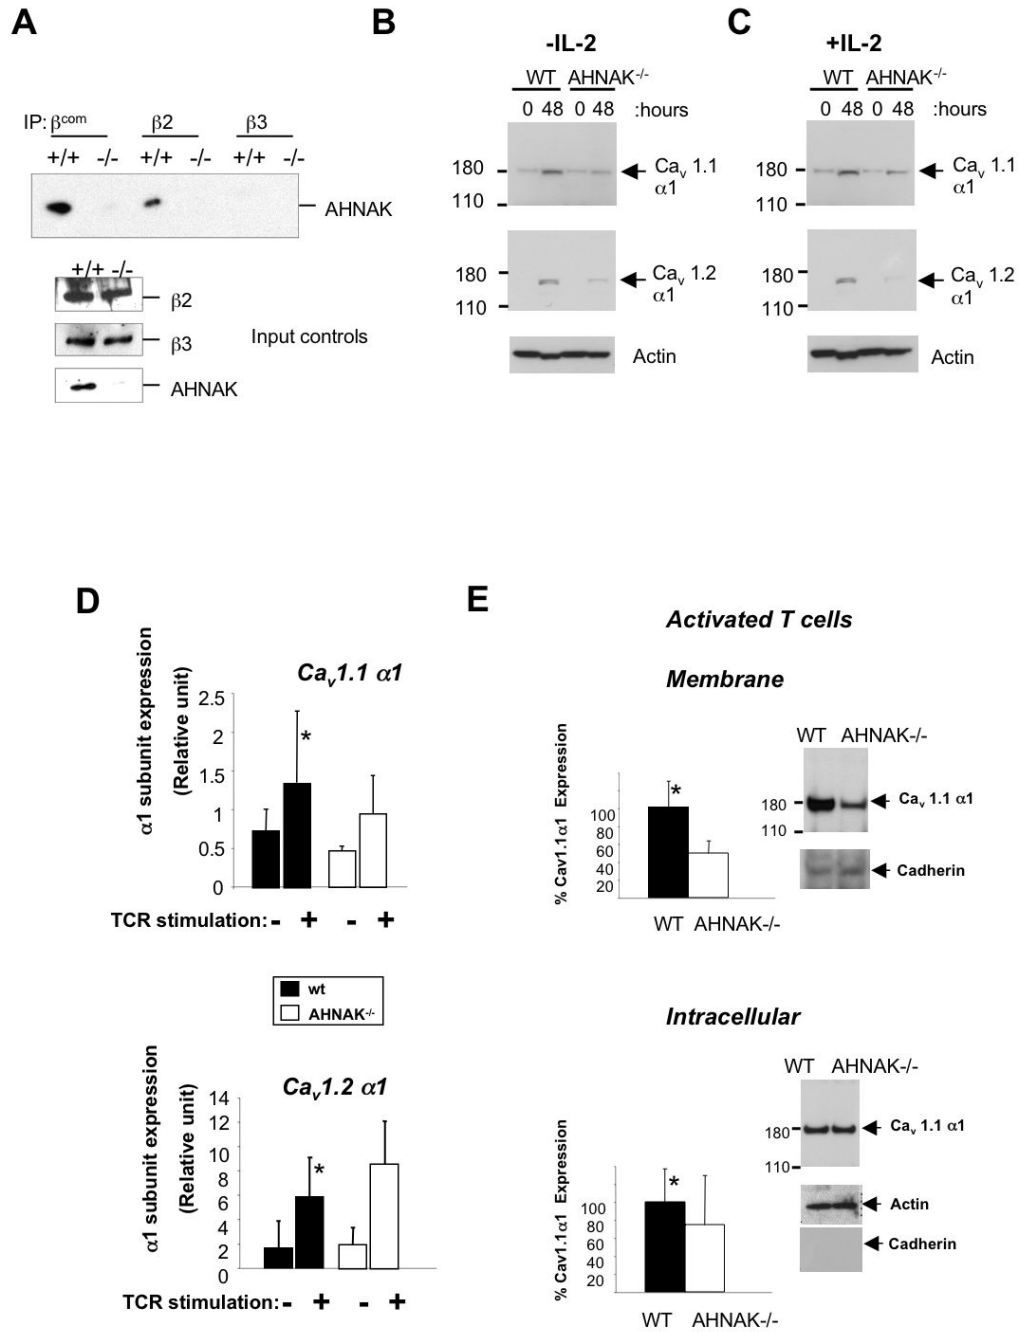 A
IP: βcom β2 β3
+/+ -/- +/+ -/- +/+ -/-
AHNAK
+/+ -/-
β2
β3
Input controls
AHNAK
B
-IL-2
WT AHNAK-/-
0 48 0 48 :hours
180
110
Cav 1.1
α1
180
110
Cav 1.2
α1
Actin
C
+IL-2
WT AHNAK-/-
0 48 0 48 :hours
180
110
Cav 1.1
α1
180
110
Cav 1.2
α1
Actin
D
α1 subunit expression
(Relative unit)
Cav1.1 α1
2.5
2
1.5
1
0.5
0
*
TCR stimulation: - + - +
wt
AHNAK-/-
α1 subunit expression
(Relative unit)
Cav1.2 α1
14
12
10
8
6
4
2
0
*
TCR stimulation: - + - +
E
Activated T cells
Membrane
% Cav1.1α1 Expression
100
80
60
40
20
*
WT AHNAK-/-
WT AHNAK-/-
180
110
Cav 1.1 α1
Cadherin
Intracellular
% Cav1.1α1 Expression
100
80
60
40
20
*
WT AHNAK-/-
WT AHNAK-/-
180
110
Cav 1.1 α1
Actin
Cadherin